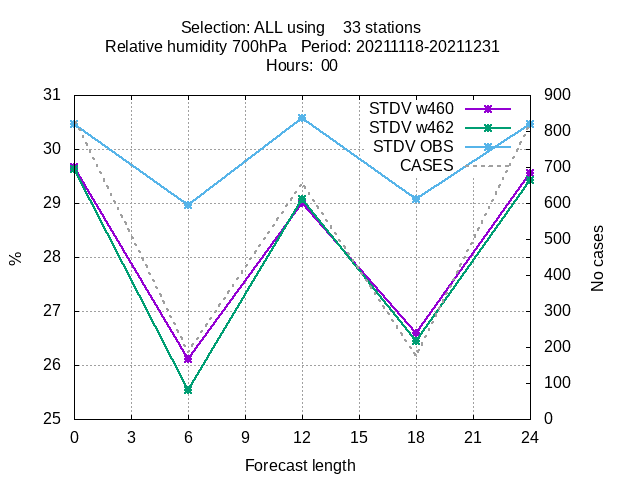 Selection: ALL using    33 stations
Relative humidity 700hPa   Period: 20211118-20211231
Hours:  00
31
30
29
28
27
26
25
%
900
800
700
600
500
400
300
200
100
0
No cases
STDV w460
STDV w462
STDV OBS
CASES
0 3 6 9 12 15 18 21 24
Forecast length